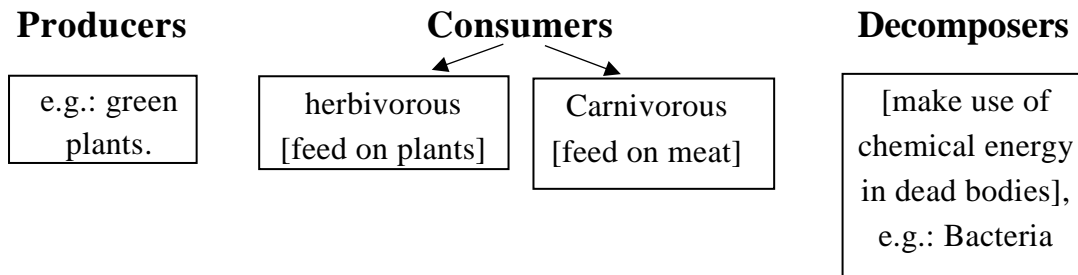 Producers
Consumers
Decomposers
e.g.: green
plants.
herbivorous
[feed on plants]
Carnivorous
[feed on meat]
[make use of
chemical energy
in dead bodies],
e.g.: Bacteria